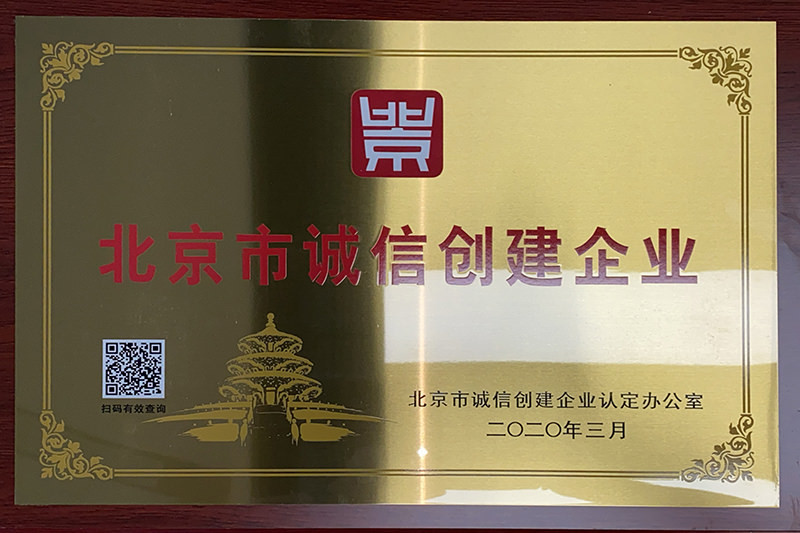 北京市诚信创建企业
扫码有效查询
北京市诚信创建企业认定办公室
二〇二〇年三月